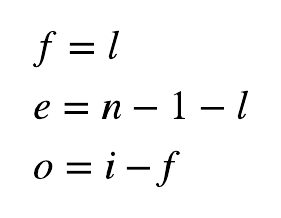 f = l
e = n − 1 − l
o = i − f